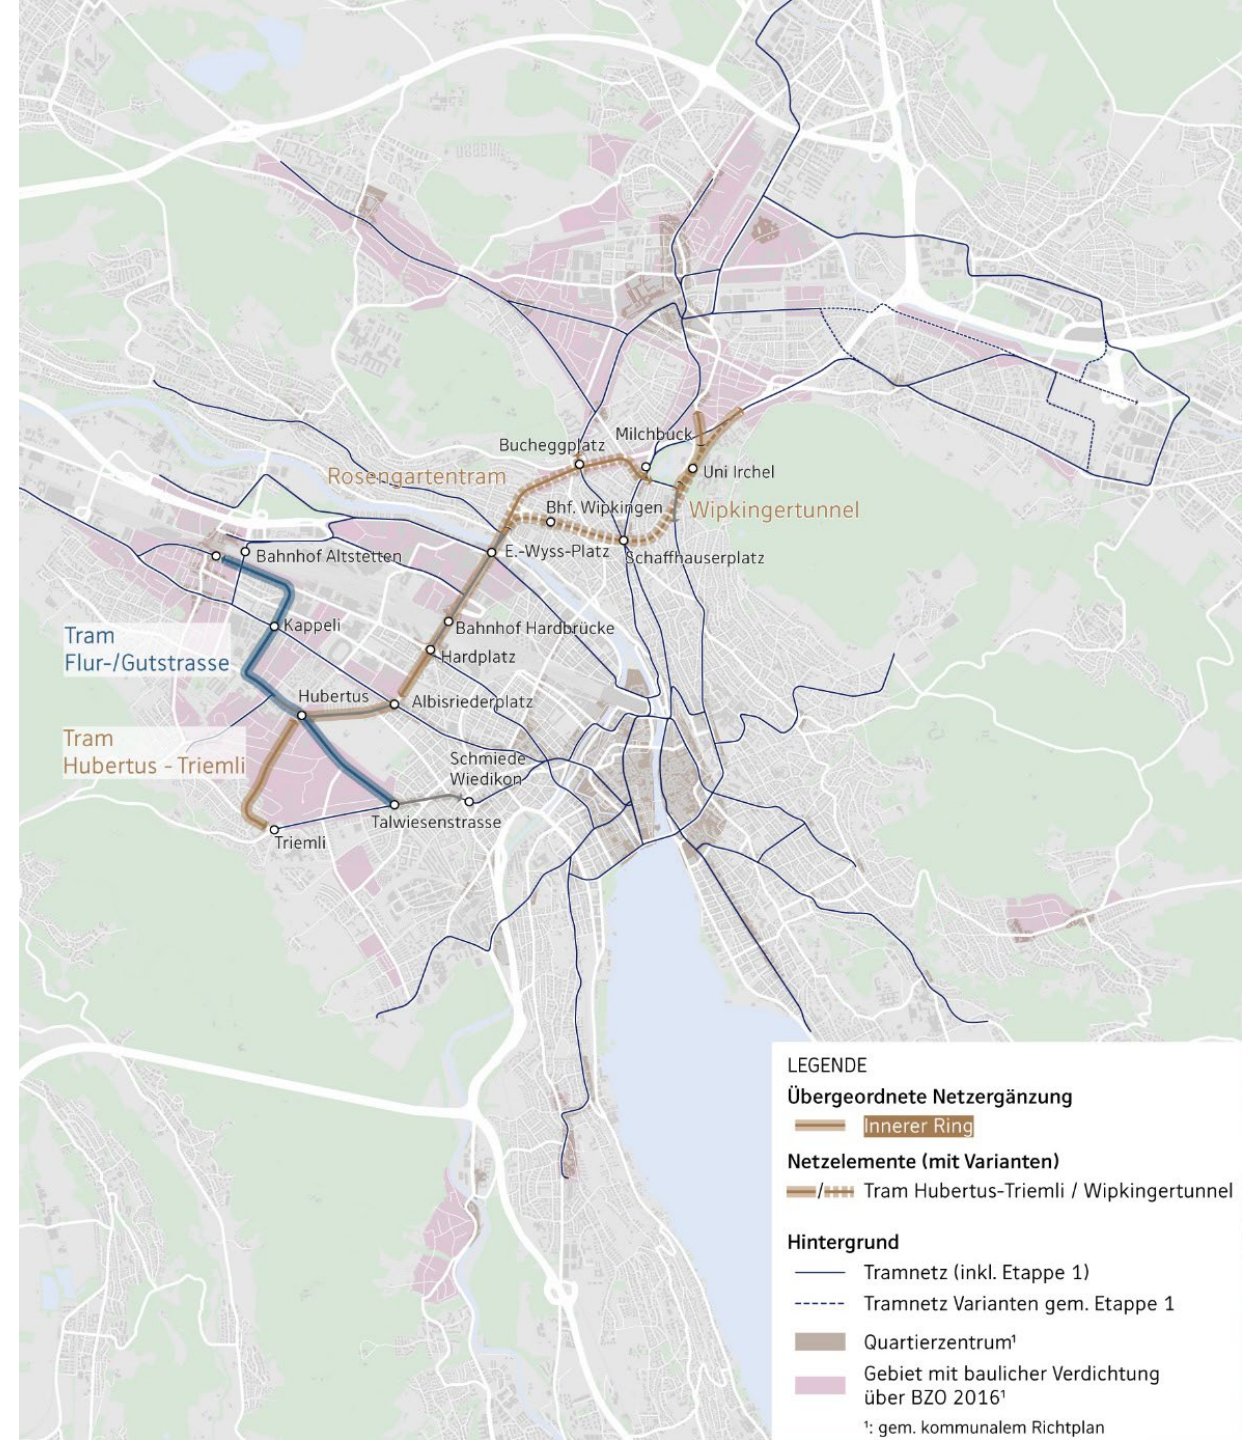 Bucheggplatz
Milchbuck
Rosengartentram
Uni Irchel
Bhf. Wipkingen
Wipkingertunnel
E.-Wyss-Platz
Schaffhauserplatz
Bahnhof Altstetten
Kappeli
Bahnhof Hardbrücke
Tram
Flur-/Gutstrasse
Hardplatz
Hubertus
Albisriederplatz
Tram
Hubertus - Triemli
Schmiede
Wiedikon
Talwiesenstrasse
Triemli
LEGENDE
Übergeordnete Netzergänzung
Innerer Ring
Netzelemente (mit Varianten)
/ Tram Hubertus-Triemli / Wipkingertunnel
Hintergrund
Tramnetz (inkl. Etappe 1)
Tramnetz Varianten gem. Etappe 1
Quartierzentrum¹
Gebiet mit baulicher Verdichtung
über BZO 2016¹
¹: gem. kommunalem Richtplan